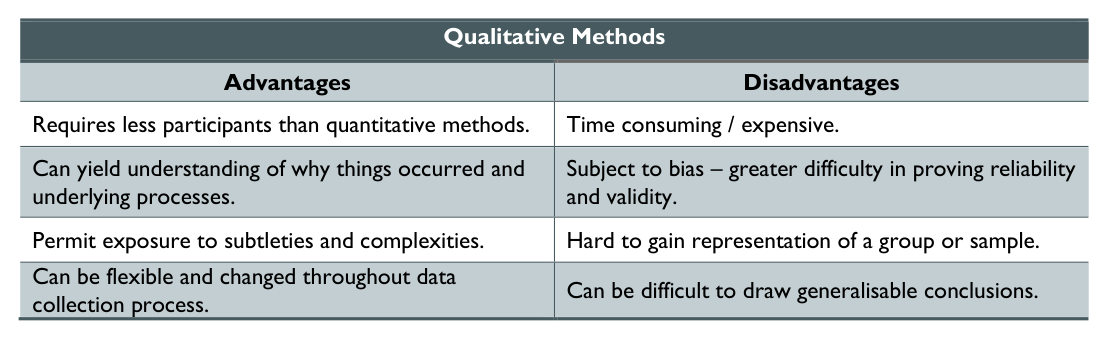 Qualitative Methods
Advantages
Disadvantages
Requires less participants than quantitative methods.
Time consuming / expensive.
Can yield understanding of why things occurred and
underlying processes.
Subject to bias – greater difficulty in proving reliability
and validity.
Permit exposure to subtleties and complexities.
Hard to gain representation of a group or sample.
Can be flexible and changed throughout data
collection process.
Can be difficult to draw generalisable conclusions.